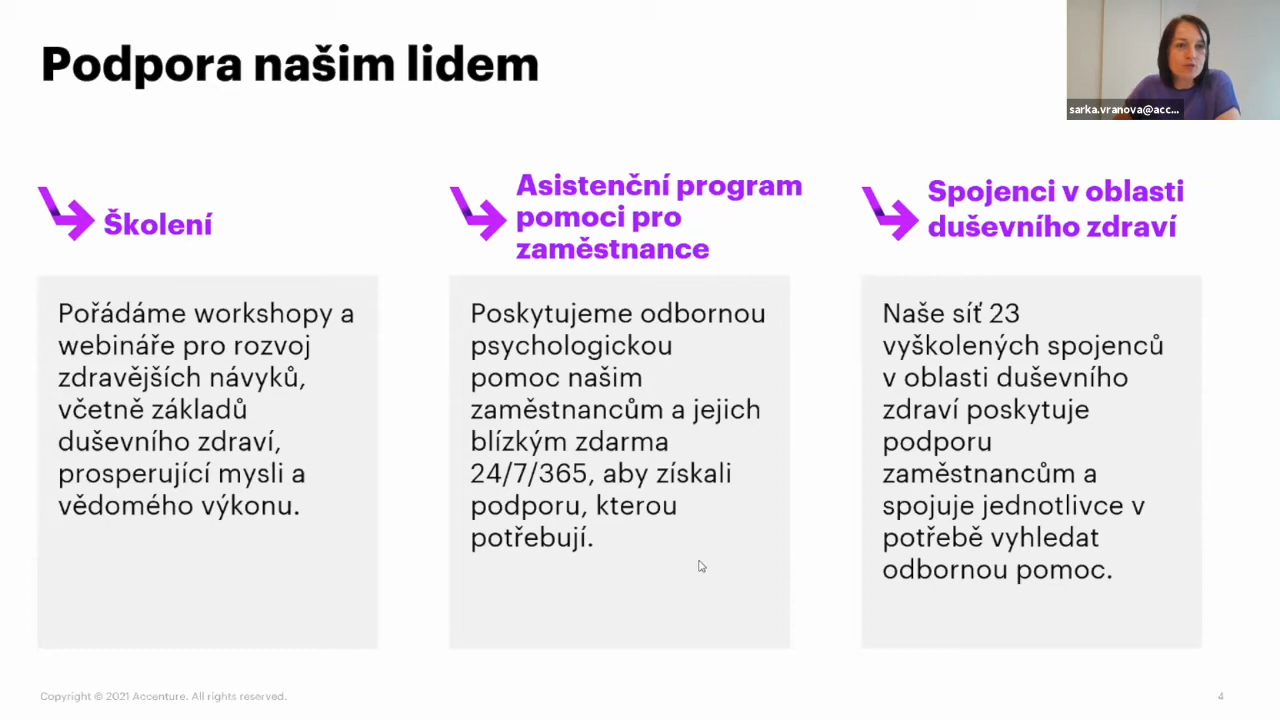 Podpora našim lidem
sarka.vranova@acc...
Školení
Pořádáme workshopy a
webináře pro rozvoj
zdravějších návyků,
včetně základů
duševního zdraví,
prosperující mysli a
vědomého výkonu.
Asistenční program
pomoci pro
zaměstnance
Poskytujeme odbornou
psychologickou
pomoc našim
zaměstnancům a jejich
blízkým zdarma
24/7/365, aby získali
podporu, kterou
potřebují.
Spojenci v oblasti
duševního zdraví
Naše síť 23
vyškolených spojenců
v oblasti duševního
zdraví poskytuje
podporu
zaměstnancům a
spojuje jednotlivce v
potřebě vyhledat
odbornou pomoc.
Copyright © 2021 Accenture. All rights reserved.
4